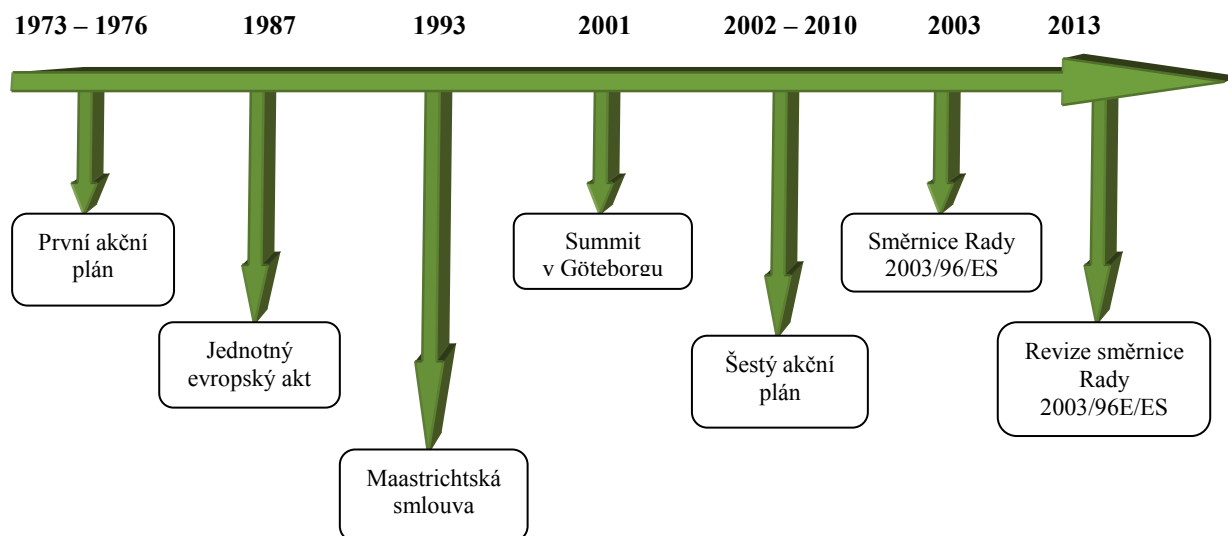 1973 – 1976 1987 1993 2001 2002 – 2010 2003 2013
První akční
plán
Jednotný
evropský akt
Maastrichtská
smlouva
Summit
v Göteborgu
Šestý akční
plán
Směrnice Rady
2003/96/ES
Revize směrnice
Rady
2003/96E/ES